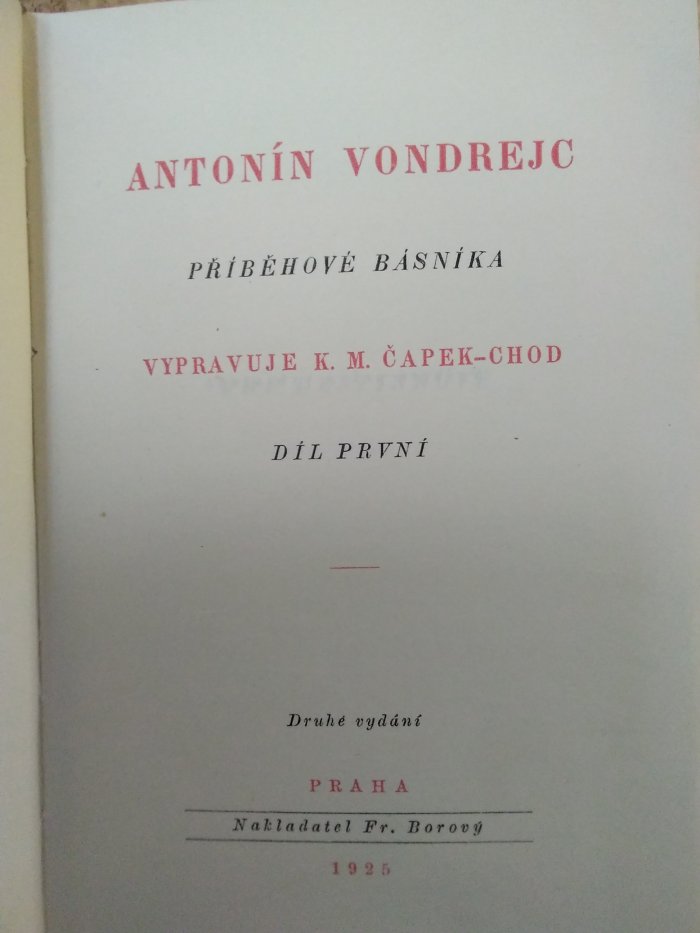 ANTONÍN VONDREJC
PŘÍBĚHOVÉ BÁSNÍKA
VYPRAVUJE K. M. ČAPEK-CHOD
DÍL PRVNÍ
Druhé vydání
PRAHA
Nakladatel Fr. Borový
1925